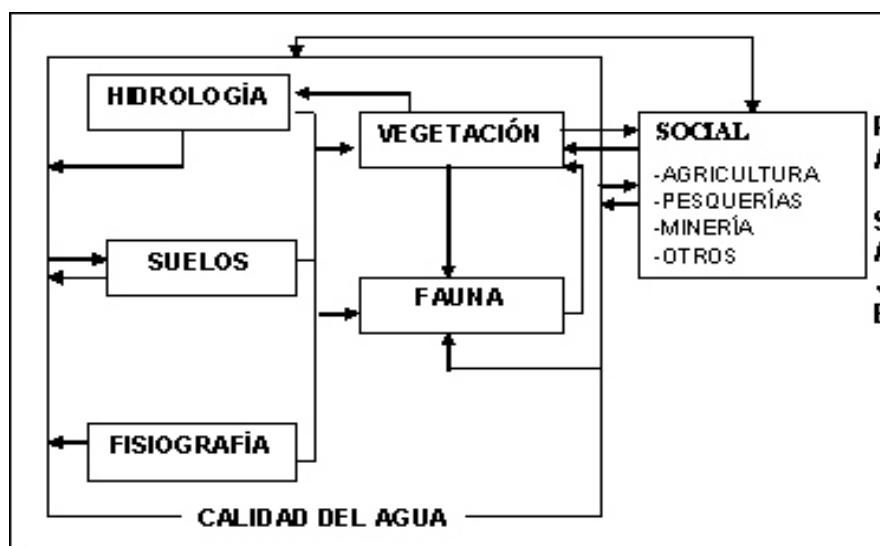 HIDROLOGÍA
VEGETACIÓN
SOCIAL
-AGRICULTURA
-PESQUERÍAS
-MINERÍA
-OTROS
SUELOS
FAUNA
FISIOGRAFÍA
CALIDAD DEL AGUA